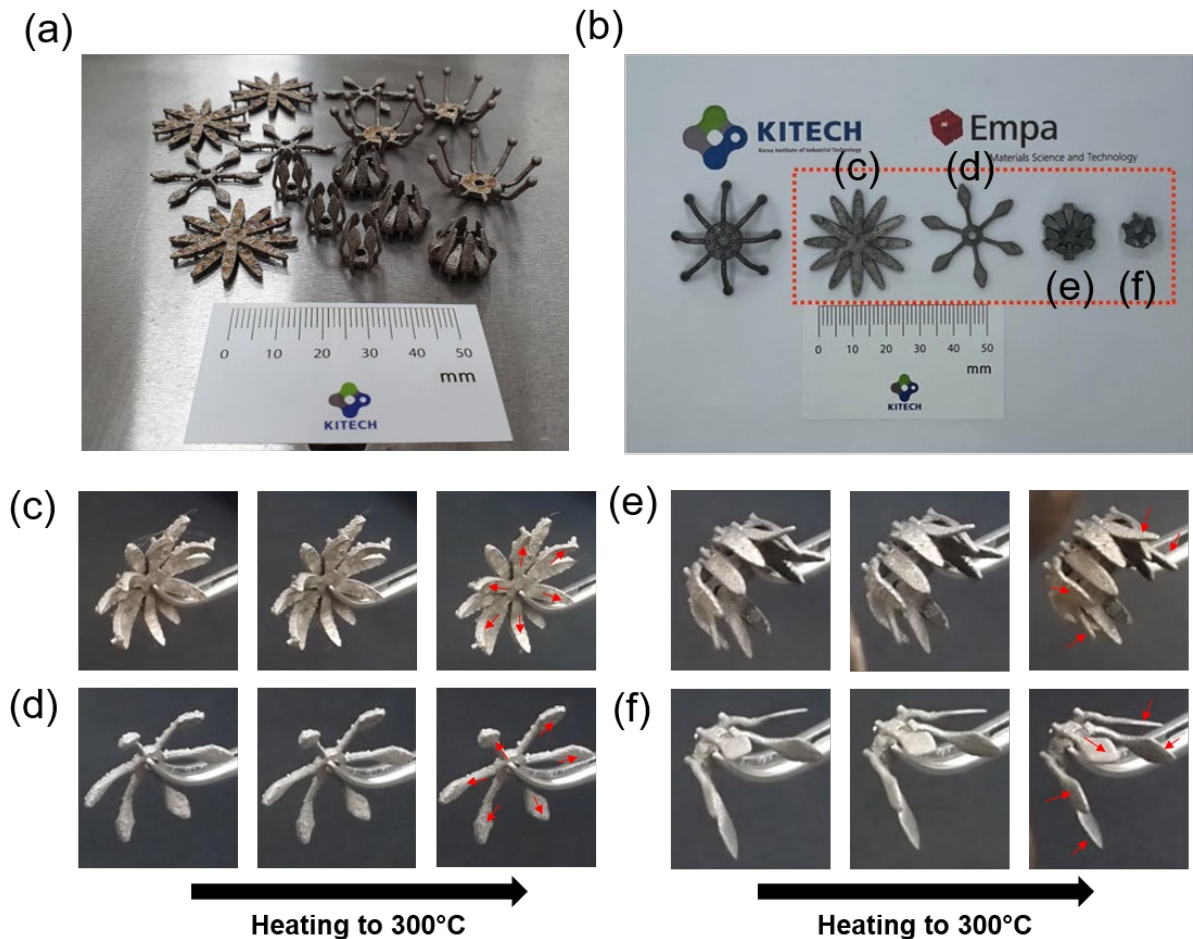 (a)
0 10 20 30 40 50
mm
KITECH
(b)
KITECH
Korea Institute of Industrial Technology
Empa
Materials Science and Technology
(c)
(d)
(e)
(f)
0 10 20 30 40 50
mm
KITECH
(c)
(d)
Heating to 300°C
(e)
(f)
Heating to 300°C